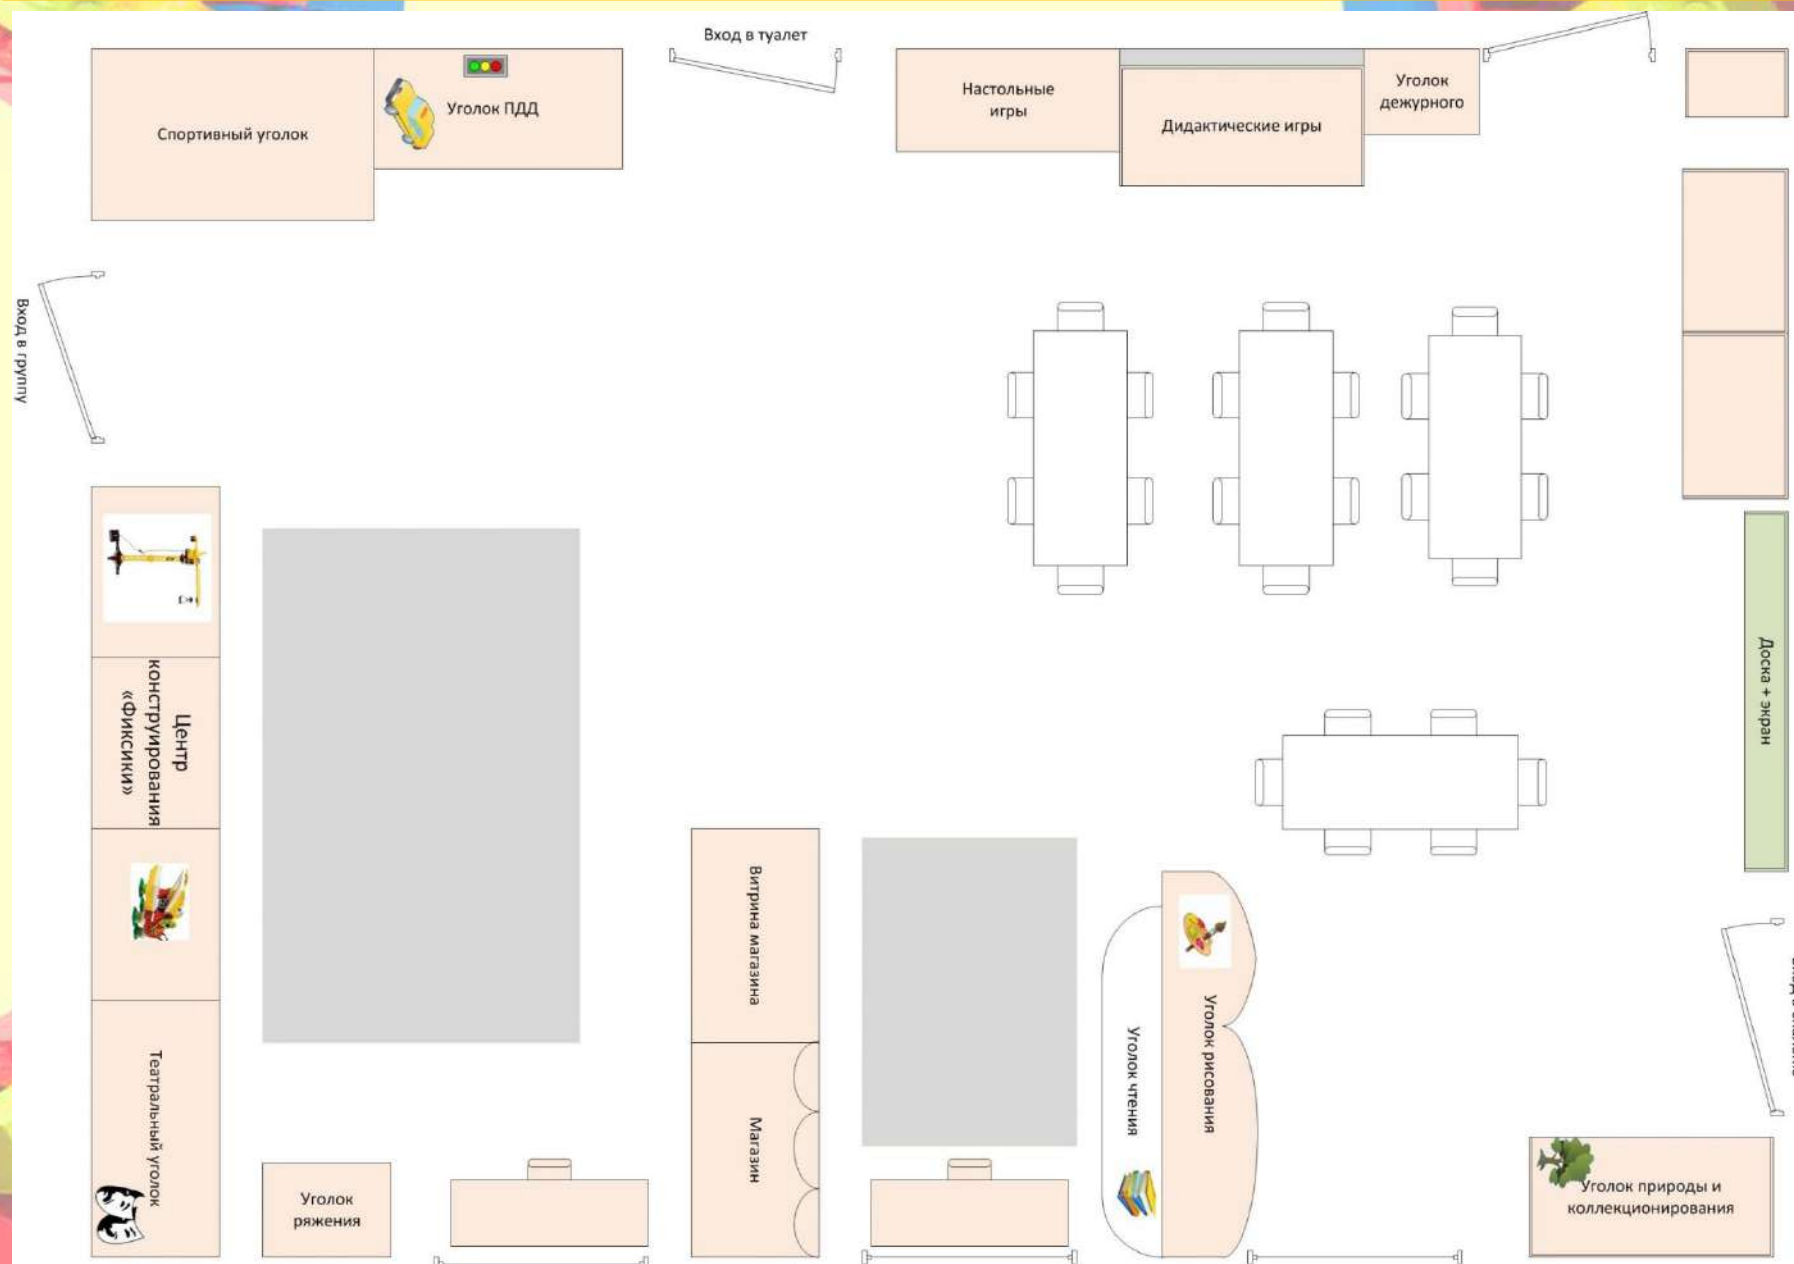 Вход в туалет
Спортивный уголок
Уголок ПДД
Настольные
игры
Дидактические игры
Уголок
дежурного
Вход в группу
Центр
конструирования
«Фиксики»
Театральный уголок
Уголок
ряжения
Витрина магазина
Магазин
Уголок чтения
Уголок рисования
Доска + экран
Уголок природы и
коллекционирования